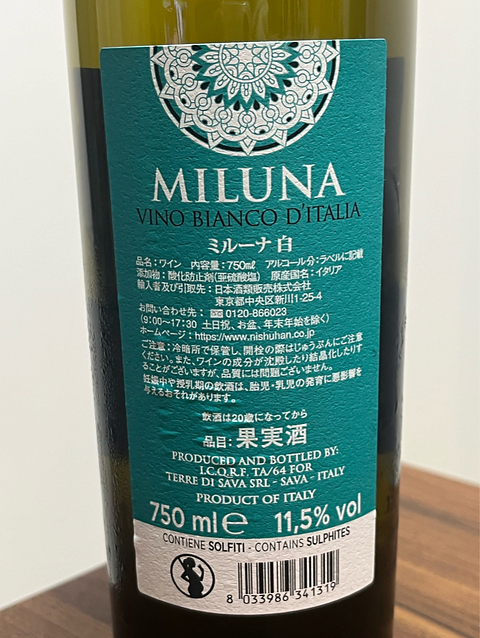 MILUNA
VINO BIANCO D'ITALIA
ミルーナ 白
品名:ワイン 内容量:750㎖ アルコール分:ラベルに記載
添加物:酸化防止剤(亜硫酸塩) 原産国名:イタリア
輸入者及び引取先:日本酒類販売株式会社
東京都中央区新川1-25-4
お問い合わせ先: 0120-866023
(9:00~17:30 土日祝、お盆、年末年始を除く)
ホームページ:https://www.nishuhan.co.jp
ご注意:冷暗所で保管し、開栓の際はじゅうぶんにご注意
ください。また、ワインの成分が沈殿したり結晶化したりす
ることがございますが、品質には問題ございません。
妊娠中や授乳期の飲酒は、胎児・乳児の発育に悪影響を
与えるおそれがあります。
飲酒は20歳になってから
品目:果実酒
PRODUCED AND BOTTLED BY:
I.C.Q.R.F. TA/64 FOR
TERRE DI SAVA SRL - SAVA - ITALY
PRODUCT OF ITALY
750 ml e 11,5% vol
CONTIENE SOLFITI - CONTAINS SULPHITES
8 033986 341319